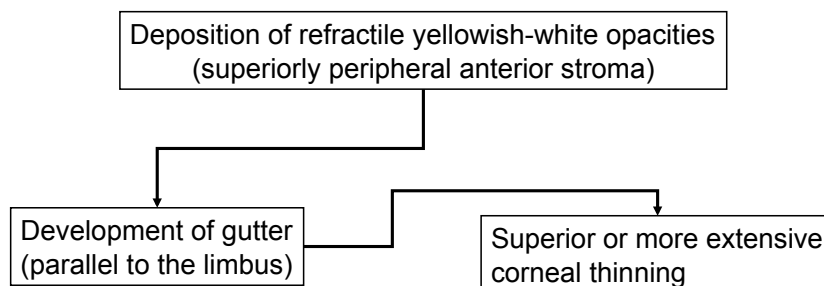 Deposition of refractile yellowish-white opacities
(superiorly peripheral anterior stroma)
Development of gutter
(parallel to the limbus)
Superior or more extensive
corneal thinning